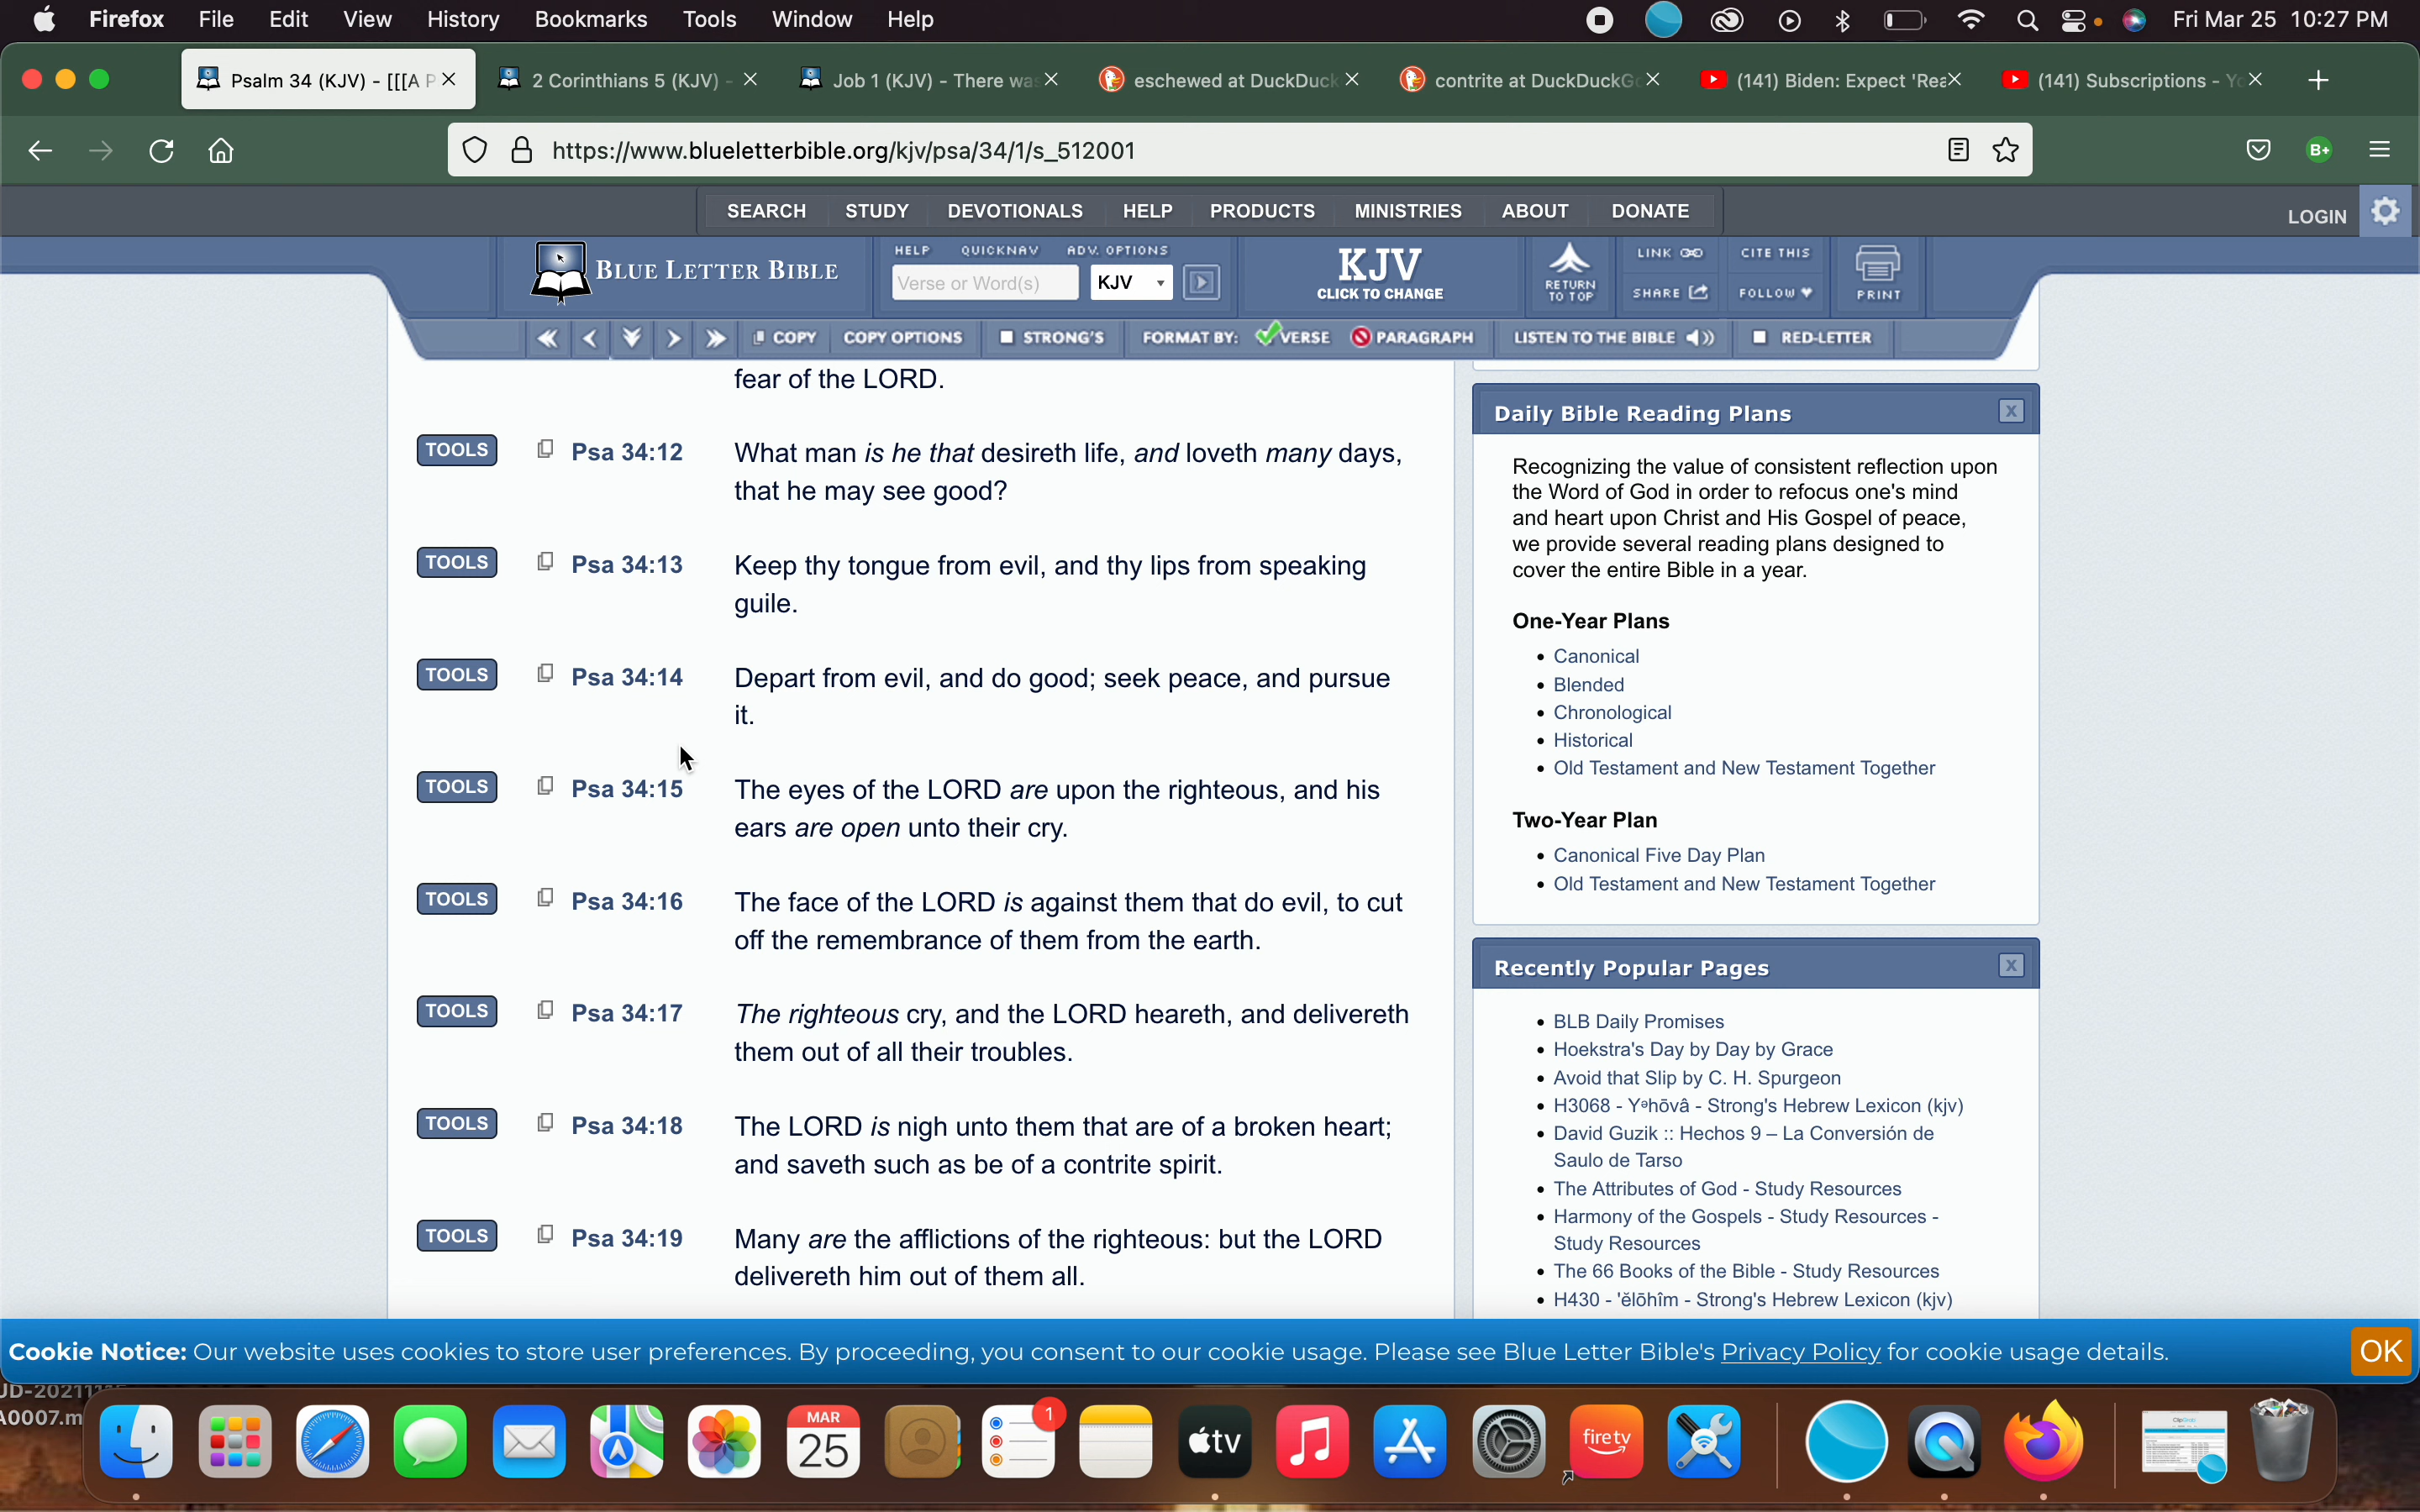 Firefox File Edit View History Bookmarks Tools Window Help Fri Mar 25 10:27 PM
Psalm 34 (KJV) - [[[A P 2 Corinthians 5 (KJV) - Job 1 (KJV) - There was eschewed at DuckDuck contrite at DuckDuckG (141) Biden: Expect 'Rea (141) Subscriptions - Yo
https://www.blueletterbible.org/kjv/psa/34/1/s_512001 B+
SEARCH STUDY DEVOTIONALS HELP PRODUCTS MINISTRIES ABOUT DONATE LOGIN
HELP QUICKNAV ADV. OPTIONS
BLUE LETTER BIBLE Verse or Word(s) KJV
KJV
CLICK TO CHANGE
RETURN
TO TOP
LINK CITE THIS
SHARE FOLLOW PRINT
COPY COPY OPTIONS STRONG'S FORMAT BY: VERSE PARAGRAPH LISTEN TO THE BIBLE RED-LETTER
fear of the LORD.
TOOLS Psa 34:12 What man is he that desireth life, and loveth many days,
that he may see good?
TOOLS Psa 34:13 Keep thy tongue from evil, and thy lips from speaking
guile.
TOOLS Psa 34:14 Depart from evil, and do good; seek peace, and pursue
it.
TOOLS Psa 34:15 The eyes of the LORD are upon the righteous, and his
ears are open unto their cry.
TOOLS Psa 34:16 The face of the LORD is against them that do evil, to cut
off the remembrance of them from the earth.
TOOLS Psa 34:17 The righteous cry, and the LORD heareth, and delivereth
them out of all their troubles.
TOOLS Psa 34:18 The LORD is nigh unto them that are of a broken heart;
and saveth such as be of a contrite spirit.
TOOLS Psa 34:19 Many are the afflictions of the righteous: but the LORD
delivereth him out of them all.
Daily Bible Reading Plans X
Recognizing the value of consistent reflection upon
the Word of God in order to refocus one's mind
and heart upon Christ and His Gospel of peace,
we provide several reading plans designed to
cover the entire Bible in a year.
One-Year Plans
• Canonical
• Blended
• Chronological
• Historical
• Old Testament and New Testament Together
Two-Year Plan
• Canonical Five Day Plan
• Old Testament and New Testament Together
Recently Popular Pages X
• BLB Daily Promises
• Hoekstra's Day by Day by Grace
• Avoid that Slip by C. H. Spurgeon
• H3068 - Yᵊhōvâ - Strong's Hebrew Lexicon (kjv)
• David Guzik :: Hechos 9 – La Conversión de
Saulo de Tarso
• The Attributes of God - Study Resources
• Harmony of the Gospels - Study Resources -
Study Resources
• The 66 Books of the Bible - Study Resources
• H430 - 'ĕlōhîm - Strong's Hebrew Lexicon (kjv)
Cookie Notice: Our website uses cookies to store user preferences. By proceeding, you consent to our cookie usage. Please see Blue Letter Bible's Privacy Policy for cookie usage details. OK
A0007.m
MAR
25
1
tv
fire tv